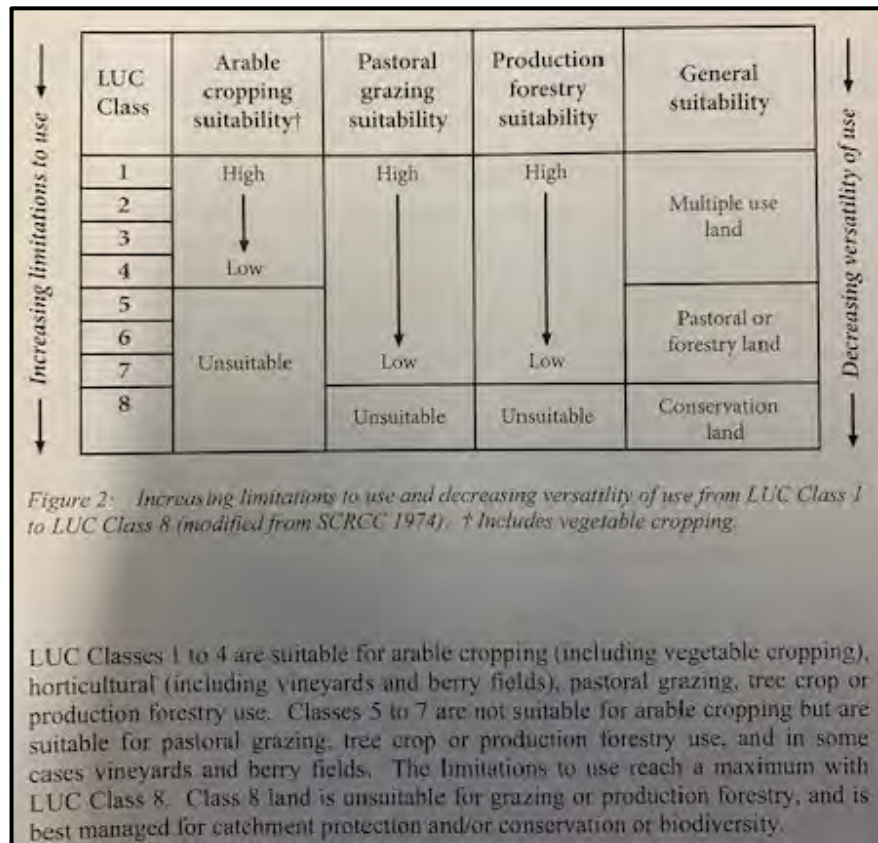 Increasing limitations to use
LUC
Class
Arable
cropping
suitability†
Pastoral
grazing
suitability
Production
forestry
suitability
General
suitability
1
2
3
4
5
6
7
8
High
Low
Unsuitable
High
Low
Unsuitable
High
Low
Unsuitable
Multiple use
land
Pastoral or
forestry land
Conservation
land
Decreasing versatility of use
Figure 2: Increasing limitations to use and decreasing versatility of use from LUC Class 1
to LUC Class 8 (modified from SCRCC 1974). † Includes vegetable cropping.
LUC Classes 1 to 4 are suitable for arable cropping (including vegetable cropping),
horticultural (including vineyards and berry fields), pastoral grazing, tree crop or
production forestry use. Classes 5 to 7 are not suitable for arable cropping but are
suitable for pastoral grazing, tree crop or production forestry use, and in some
cases vineyards and berry fields. The limitations to use reach a maximum with
LUC Class 8. Class 8 land is unsuitable for grazing or production forestry, and is
best managed for catchment protection and/or conservation or biodiversity.